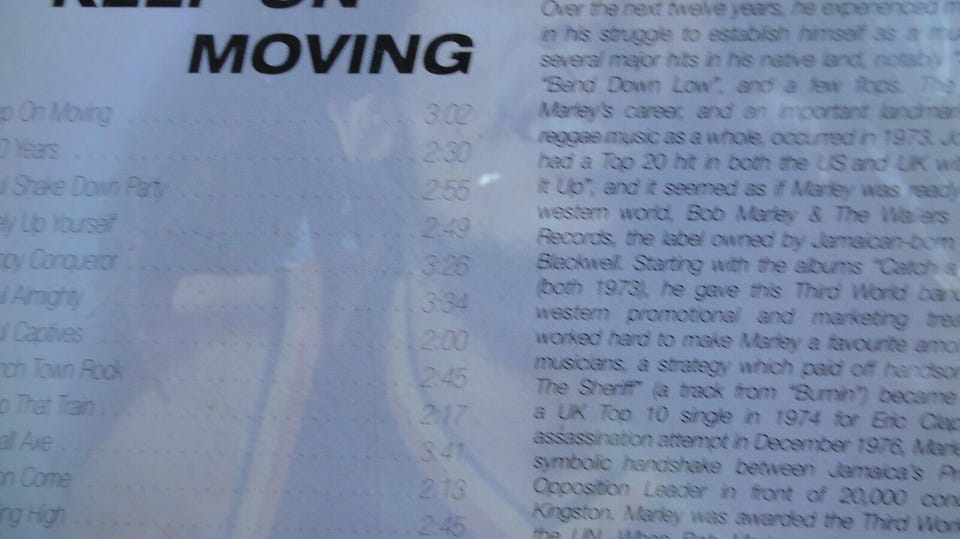 KEEP ON
MOVING
On Moving 3:02
Years 2:30
Shake Down Party 2:55
Up Yourself 2:49
Conqueror 3:26
Almighty 3:34
Captives 2:00
Town Rock 2:45
That Train 2:17
Axe 3:41
Come 2:13
High 2:45
Over the next twelve years, he experienced
in his struggle to establish himself as a
several major hits in his native land, notably
"Bend Down Low", and a few flops. The
Marley's career, and an important landmark
reggae music as a whole, occurred in 1973.
had a Top 20 hit in both the US and UK
It Up", and it seemed as if Marley was ready
western world, Bob Marley & The Wailers
Records, the label owned by Jamaican-born
Blackwell. Starting with the albums "Catch a
(both 1973), he gave this Third World
western promotional and marketing
worked hard to make Marley a favourite
musicians, a strategy which paid off
The Sheriff" (a track from "Burnin") became
a UK Top 10 single in 1974 for Eric
assassination attempt in December 1976,
symbolic handshake between Jamaica's
Opposition Leader in front of 20,000
Kingston. Marley was awarded the Third
the UN. When Bob